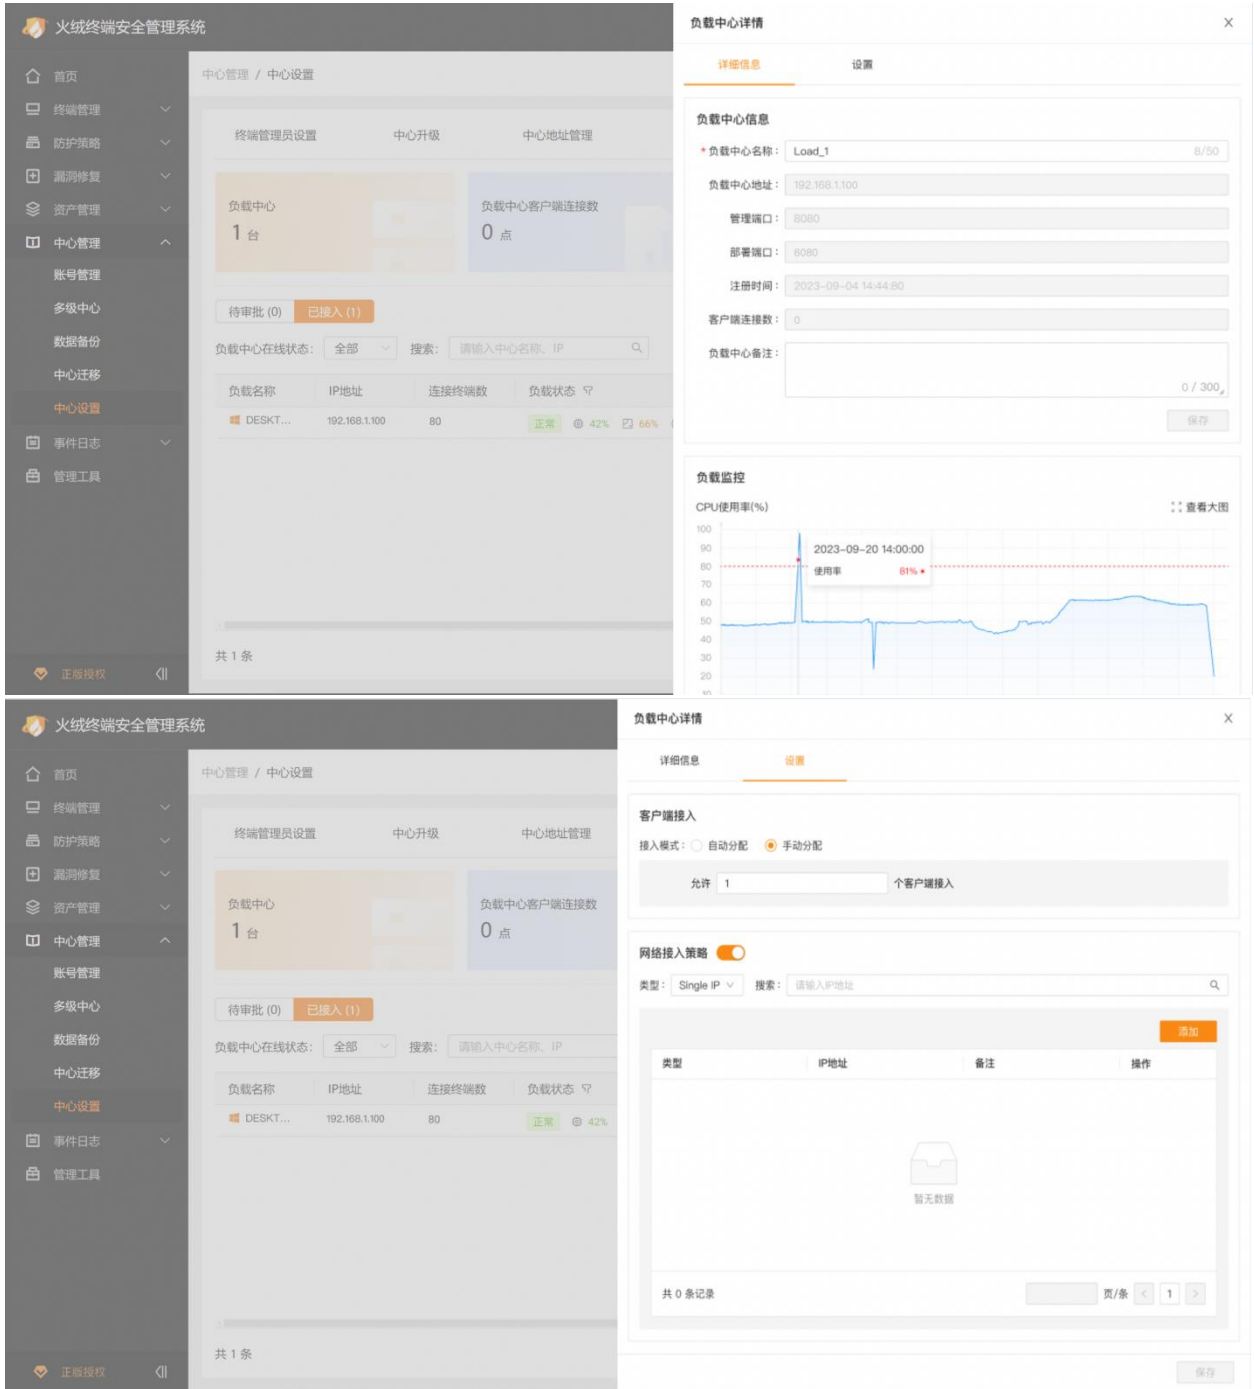 火绒终端安全管理系统
首页
终端管理
防护策略
漏洞修复
资产管理
中心管理
账号管理
多级中心
数据备份
中心迁移
中心设置
事件日志
管理工具
正版授权
中心管理 / 中心设置
终端管理员设置 中心升级 中心地址管理
负载中心 负载中心客户端连接数
1 台 0 点
待审批 (0) 已接入 (1)
负载中心在线状态: 全部 搜索: 请输入中心名称、IP
负载名称 IP地址 连接终端数 负载状态
DESKT... 192.168.1.100 80 正常 42% 66%
共 1 条
负载中心详情
详细信息 设置
负载中心信息
* 负载中心名称: Load_1 8/50
负载中心地址: 192.168.1.100
管理端口: 8080
部署端口: 6080
注册时间: 2023-09-04 14:44:80
客户端连接数: 0
负载中心备注:
0 / 300
保存
负载监控
CPU使用率(%) 查看大图
100
90
80
70
60
50
40
30
20
10
2023-09-20 14:00:00
使用率 81%
火绒终端安全管理系统
首页
终端管理
防护策略
漏洞修复
资产管理
中心管理
账号管理
多级中心
数据备份
中心迁移
中心设置
事件日志
管理工具
正版授权
中心管理 / 中心设置
终端管理员设置 中心升级 中心地址管理
负载中心 负载中心客户端连接数
1 台 0 点
待审批 (0) 已接入 (1)
负载中心在线状态: 全部 搜索: 请输入中心名称、IP
负载名称 IP地址 连接终端数 负载状态
DESKT... 192.168.1.100 80 正常 42%
共 1 条
负载中心详情
详细信息 设置
客户端接入
接入模式: 自动分配 手动分配
允许 1 个客户端接入
网络接入策略
类型: Single IP 搜索: 请输入IP地址
添加
类型 IP地址 备注 操作
暂无数据
共 0 条记录 页/条 < 1 >
保存